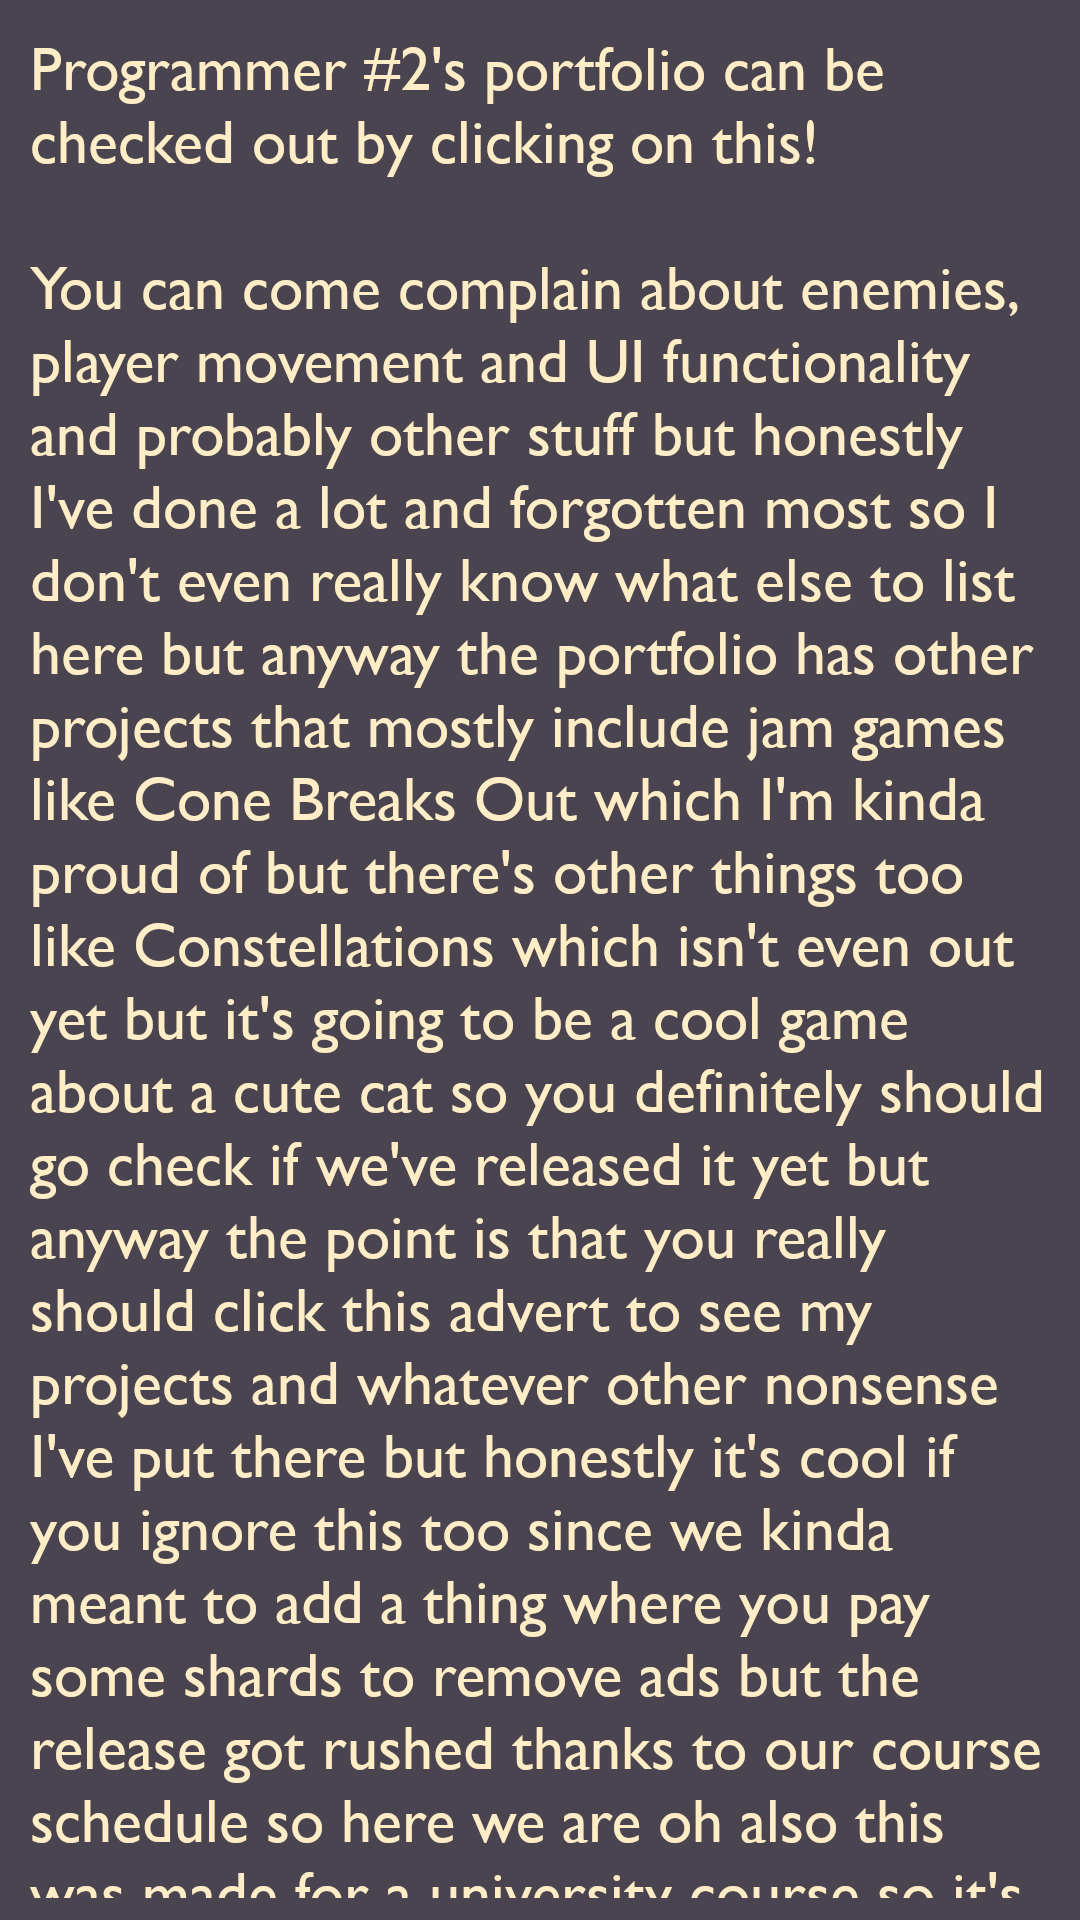 Programmer #2's portfolio can be
checked out by clicking on this!
You can come complain about enemies,
player movement and UI functionality
and probably other stuff but honestly
I've done a lot and forgotten most so I
don't even really know what else to list
here but anyway the portfolio has other
projects that mostly include jam games
like Cone Breaks Out which I'm kinda
proud of but there's other things too
like Constellations which isn't even out
yet but it's going to be a cool game
about a cute cat so you definitely should
go check if we've released it yet but
anyway the point is that you really
should click this advert to see my
projects and whatever other nonsense
I've put there but honestly it's cool if
you ignore this too since we kinda
meant to add a thing where you pay
some shards to remove ads but the
release got rushed thanks to our course
schedule so here we are oh also this
was made for a university course so it's